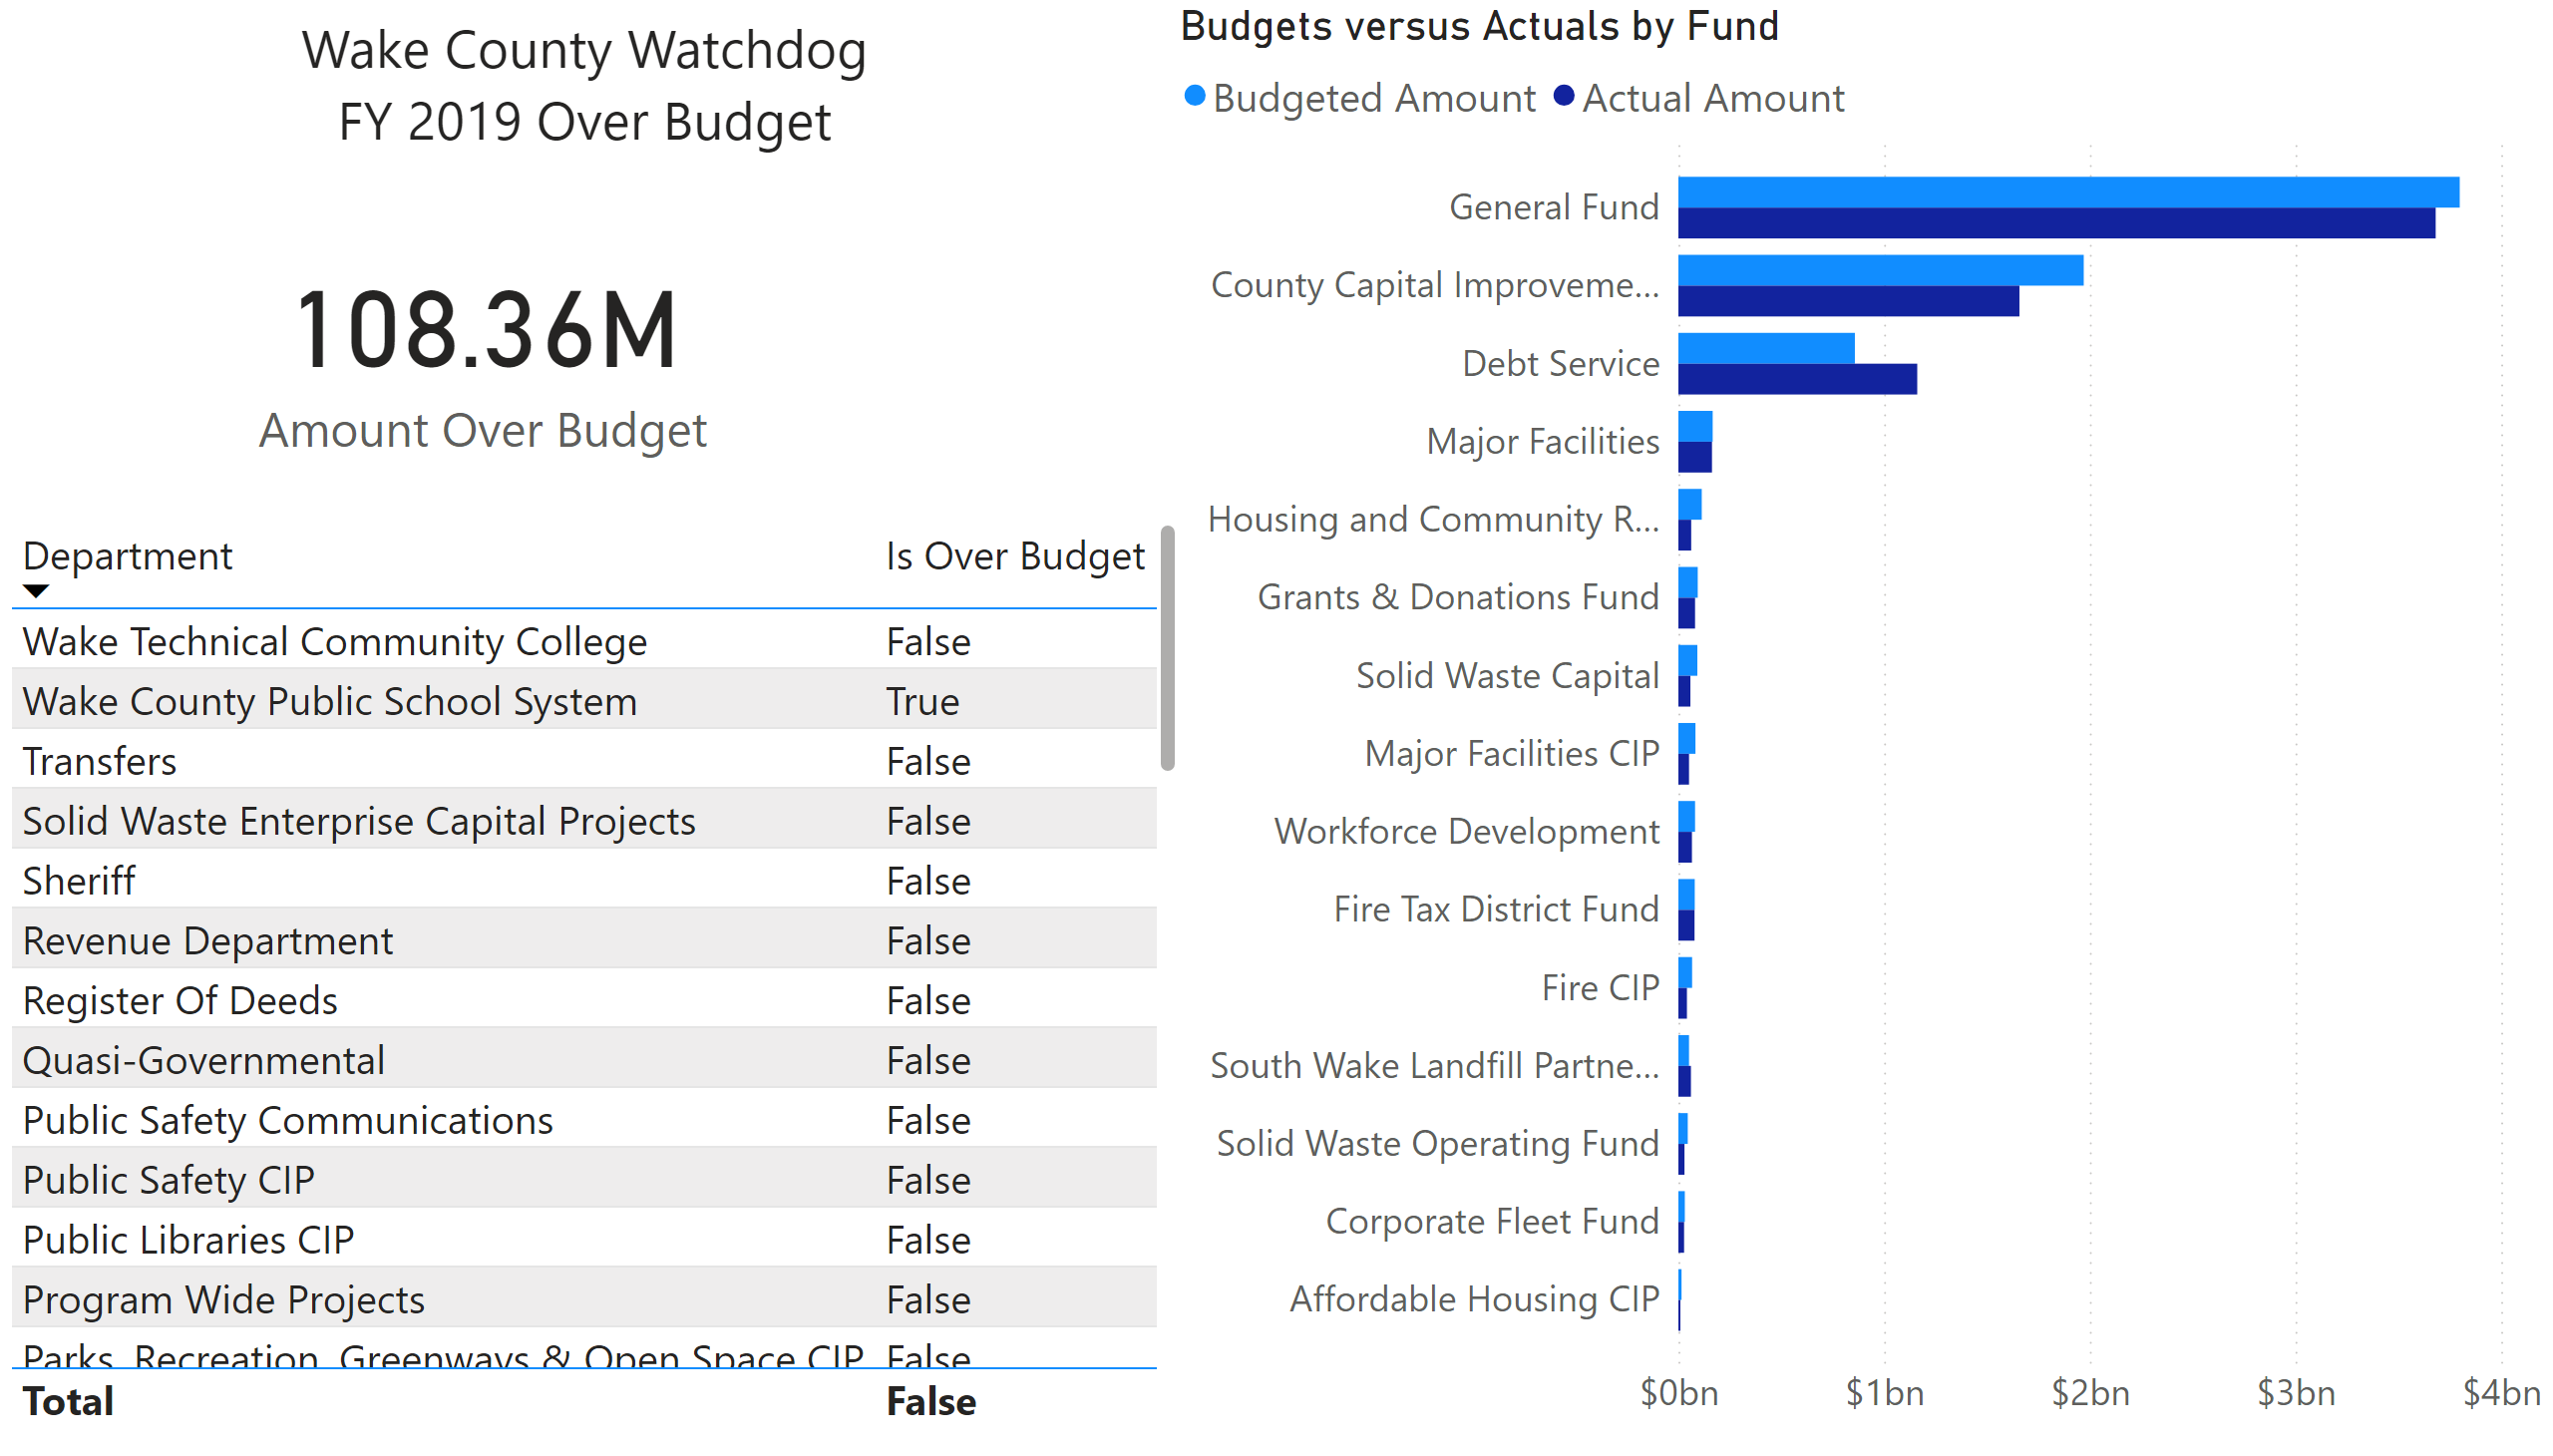 Wake County Watchdog
FY 2019 Over Budget
108.36M
Amount Over Budget
Department Is Over Budget
Wake Technical Community College False
Wake County Public School System True
Transfers False
Solid Waste Enterprise Capital Projects False
Sheriff False
Revenue Department False
Register Of Deeds False
Quasi-Governmental False
Public Safety Communications False
Public Safety CIP False
Public Libraries CIP False
Program Wide Projects False
Parks, Recreation, Greenways & Open Space CIP False
Total False
Budgets versus Actuals by Fund
Budgeted Amount Actual Amount
General Fund
County Capital Improveme...
Debt Service
Major Facilities
Housing and Community R...
Grants & Donations Fund
Solid Waste Capital
Major Facilities CIP
Workforce Development
Fire Tax District Fund
Fire CIP
South Wake Landfill Partne...
Solid Waste Operating Fund
Corporate Fleet Fund
Affordable Housing CIP
$0bn $1bn $2bn $3bn $4bn